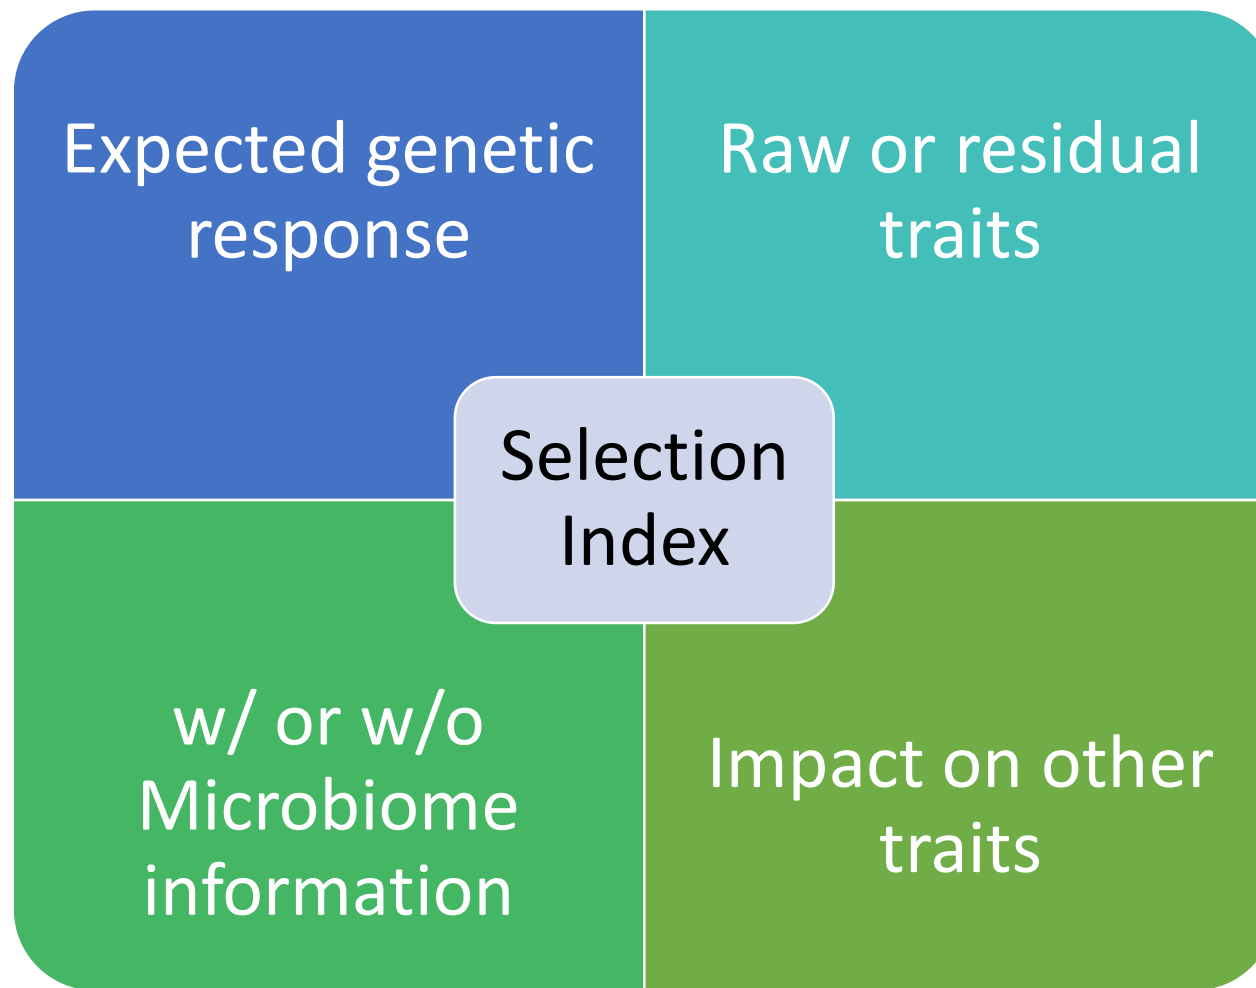 Expected genetic
response
Raw or residual
traits
Selection
Index
w/ or w/o
Microbiome
information
Impact on other
traits